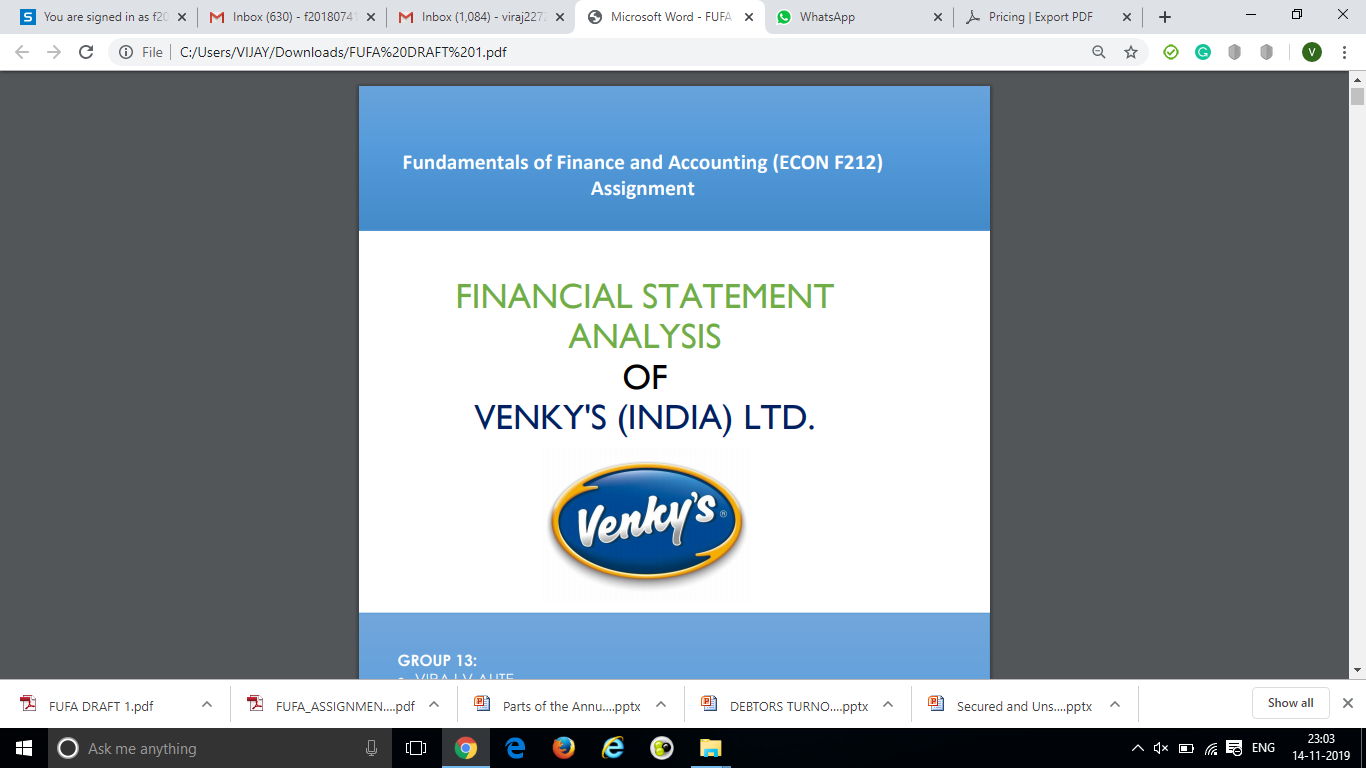 You are signed in as f20
Inbox (630) - f20180741
Inbox (1,084) - viraj227.
Microsoft Word - FUFA
WhatsApp
Pricing | Export PDF
File
C:/Users/VIJAY/Downloads/FUFA%20DRAFT%201.pdf
V
Fundamentals of Finance and Accounting (ECON F212)
Assignment
FINANCIAL STATEMENT
ANALYSIS
OF
VENKY'S (INDIA) LTD.
Venky's ®
GROUP 13:
FUFA DRAFT 1.pdf
FUFA_ASSIGNMEN....pdf
Parts of the Annu....pptx
DEBTORS TURNO....pptx
Secured and Uns....pptx
Show all
Ask me anything
ENG
23:03
14-11-2019